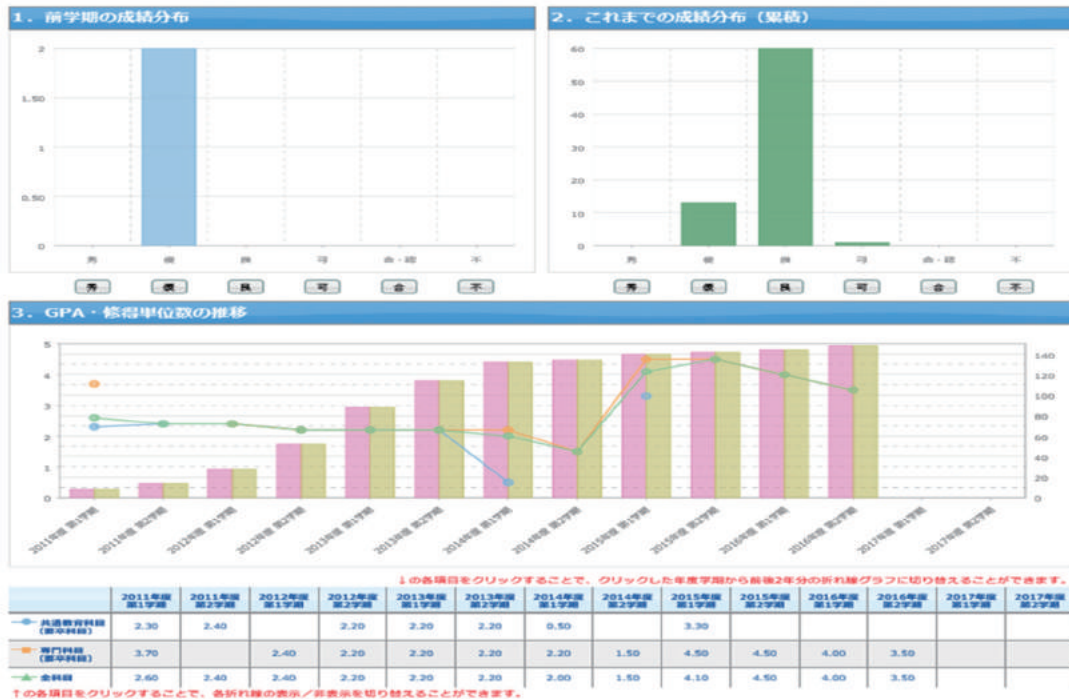 1. 前学期の成績分布
2. これまでの成績分布（累積）
2
1.50
1
0.50
0
秀 優 良 可 合・認 不
秀 優 良 可 合 不
60
50
40
30
20
10
0
秀 優 良 可 合・認 不
秀 優 良 可 合 不
3. GPA・修得単位数の推移
5
4
3
2
1
0
140
120
100
80
60
40
20
0
2011年度 第1学期
2011年度 第2学期
2012年度 第1学期
2012年度 第2学期
2013年度 第1学期
2013年度 第2学期
2014年度 第1学期
2014年度 第2学期
2015年度 第1学期
2015年度 第2学期
2016年度 第1学期
2016年度 第2学期
2017年度 第1学期
2017年度 第2学期
↓の各項目をクリックすることで、クリックした年度学期から前後2年分の折れ線グラフに切り替えることができます。
2011年度 2011年度 2012年度 2012年度 2013年度 2013年度 2014年度 2014年度 2015年度 2015年度 2016年度 2016年度 2017年度 2017年度
第1学期 第2学期 第1学期 第2学期 第1学期 第2学期 第1学期 第2学期 第1学期 第2学期 第1学期 第2学期 第1学期 第2学期
共通教育科目
（要卒科目）
2.30 2.40 2.20 2.20 2.20 0.50 3.30
専門科目
（要卒科目）
3.70 2.40 2.20 2.20 2.20 2.20 1.50 4.50 4.50 4.00 3.50
全科目 2.60 2.40 2.40 2.20 2.20 2.20 2.00 1.50 4.10 4.50 4.00 3.50
↑の各項目をクリックすることで、各折れ線の表示／非表示を切り替えることができます。